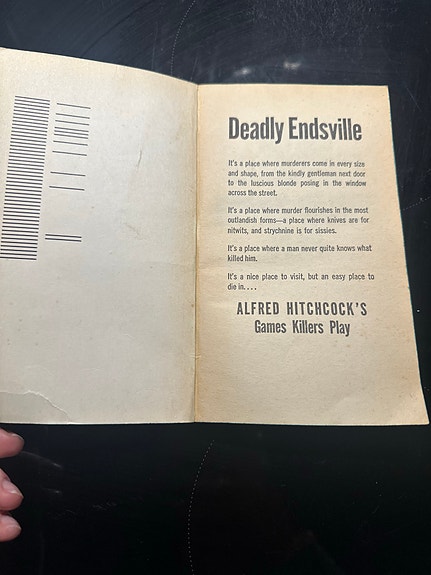 Deadly Endsville
It's a place where murderers come in every size
and shape, from the kindly gentleman next door
to the luscious blonde posing in the window
across the street.
It's a place where murder flourishes in the most
outlandish forms—a place where knives are for
nitwits, and strychnine is for sissies.
It's a place where a man never quite knows what
killed him.
It's a nice place to visit, but an easy place to
die in. . . .
ALFRED HITCHCOCK'S
Games Killers Play